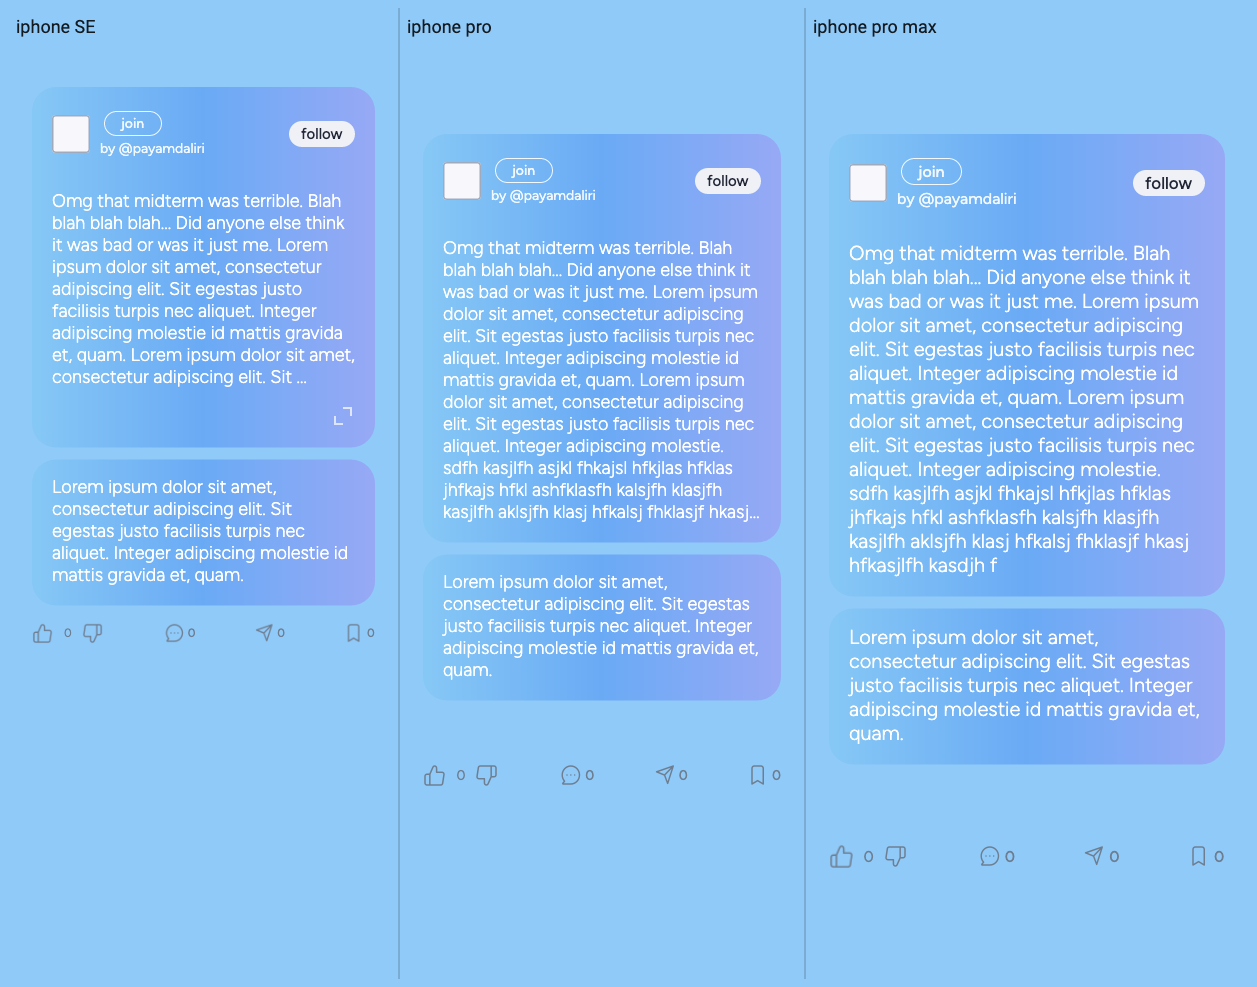 iphone SE
join
by @payamdaliri
follow
Omg that midterm was terrible. Blah
blah blah blah... Did anyone else think
it was bad or was it just me. Lorem
ipsum dolor sit amet, consectetur
adipiscing elit. Sit egestas justo
facilisis turpis nec aliquet. Integer
adipiscing molestie id mattis gravida
et, quam. Lorem ipsum dolor sit amet,
consectetur adipiscing elit. Sit ...
Lorem ipsum dolor sit amet,
consectetur adipiscing elit. Sit
egestas justo facilisis turpis nec
aliquet. Integer adipiscing molestie id
mattis gravida et, quam.
0 0 0 0
iphone pro
join
by @payamdaliri
follow
Omg that midterm was terrible. Blah
blah blah blah... Did anyone else think it
was bad or was it just me. Lorem ipsum
dolor sit amet, consectetur adipiscing
elit. Sit egestas justo facilisis turpis nec
aliquet. Integer adipiscing molestie id
mattis gravida et, quam. Lorem ipsum
dolor sit amet, consectetur adipiscing
elit. Sit egestas justo facilisis turpis nec
aliquet. Integer adipiscing molestie.
sdfh kasjlfh asjkl fhkajsl hfkjlas hfklas
jhfkajs hfkl ashfklasfh kalsjfh klasjfh
kasjlfh aklsjfh klasj hfkalsj fhklasjf hkasj...
Lorem ipsum dolor sit amet,
consectetur adipiscing elit. Sit egestas
justo facilisis turpis nec aliquet. Integer
adipiscing molestie id mattis gravida et,
quam.
0 0 0 0
iphone pro max
join
by @payamdaliri
follow
Omg that midterm was terrible. Blah
blah blah blah... Did anyone else think it
was bad or was it just me. Lorem ipsum
dolor sit amet, consectetur adipiscing
elit. Sit egestas justo facilisis turpis nec
aliquet. Integer adipiscing molestie id
mattis gravida et, quam. Lorem ipsum
dolor sit amet, consectetur adipiscing
elit. Sit egestas justo facilisis turpis nec
aliquet. Integer adipiscing molestie.
sdfh kasjlfh asjkl fhkajsl hfkjlas hfklas
jhfkajs hfkl ashfklasfh kalsjfh klasjfh
kasjlfh aklsjfh klasj hfkalsj fhklasjf hkasj
hfkasjlfh kasdjh f
Lorem ipsum dolor sit amet,
consectetur adipiscing elit. Sit egestas
justo facilisis turpis nec aliquet. Integer
adipiscing molestie id mattis gravida et,
quam.
0 0 0 0